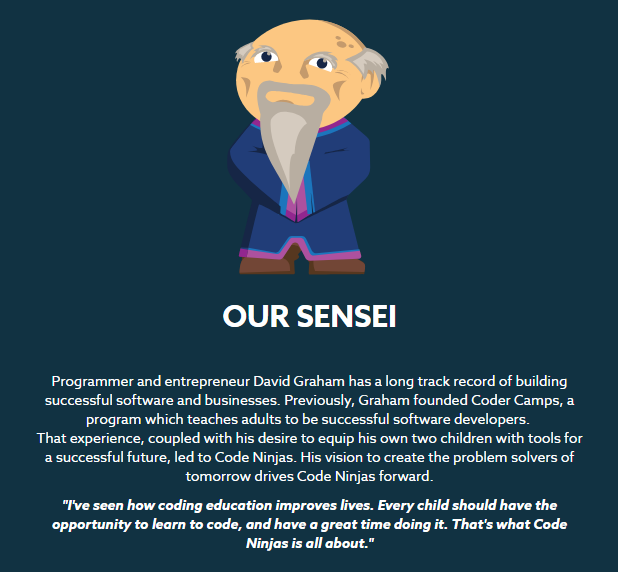 OUR SENSEI
Programmer and entrepreneur David Graham has a long track record of building
successful software and businesses. Previously, Graham founded Coder Camps, a
program which teaches adults to be successful software developers.
That experience, coupled with his desire to equip his own two children with tools for
a successful future, led to Code Ninjas. His vision to create the problem solvers of
tomorrow drives Code Ninjas forward.
"I've seen how coding education improves lives. Every child should have the
opportunity to learn to code, and have a great time doing it. That's what Code
Ninjas is all about."